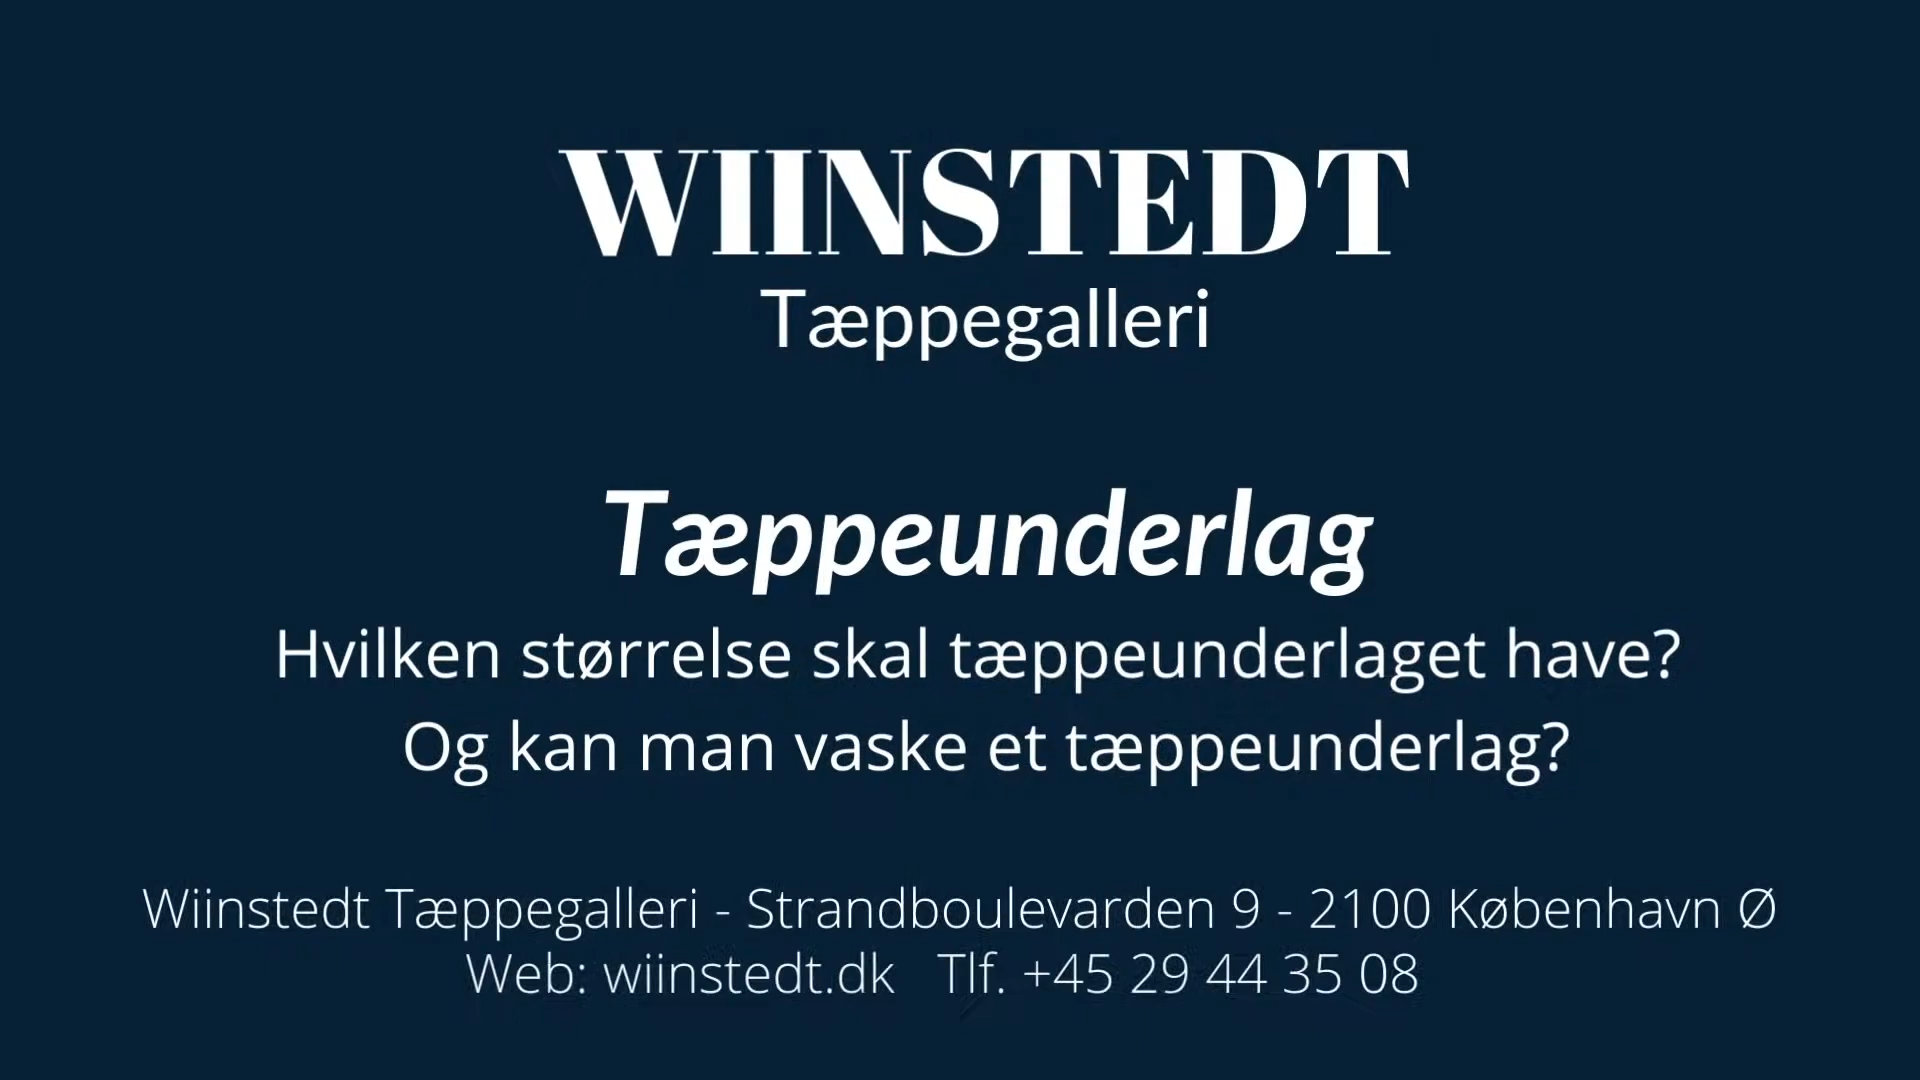 WIINSTEDT
Tæppegalleri
Tæppeunderlag
Hvilken størrelse skal tæppeunderlaget have?
Og kan man vaske et tæppeunderlag?
Wiinstedt Tæppegalleri - Strandboulevarden 9 - 2100 København Ø
Web: wiinstedt.dk Tlf. +45 29 44 35 08